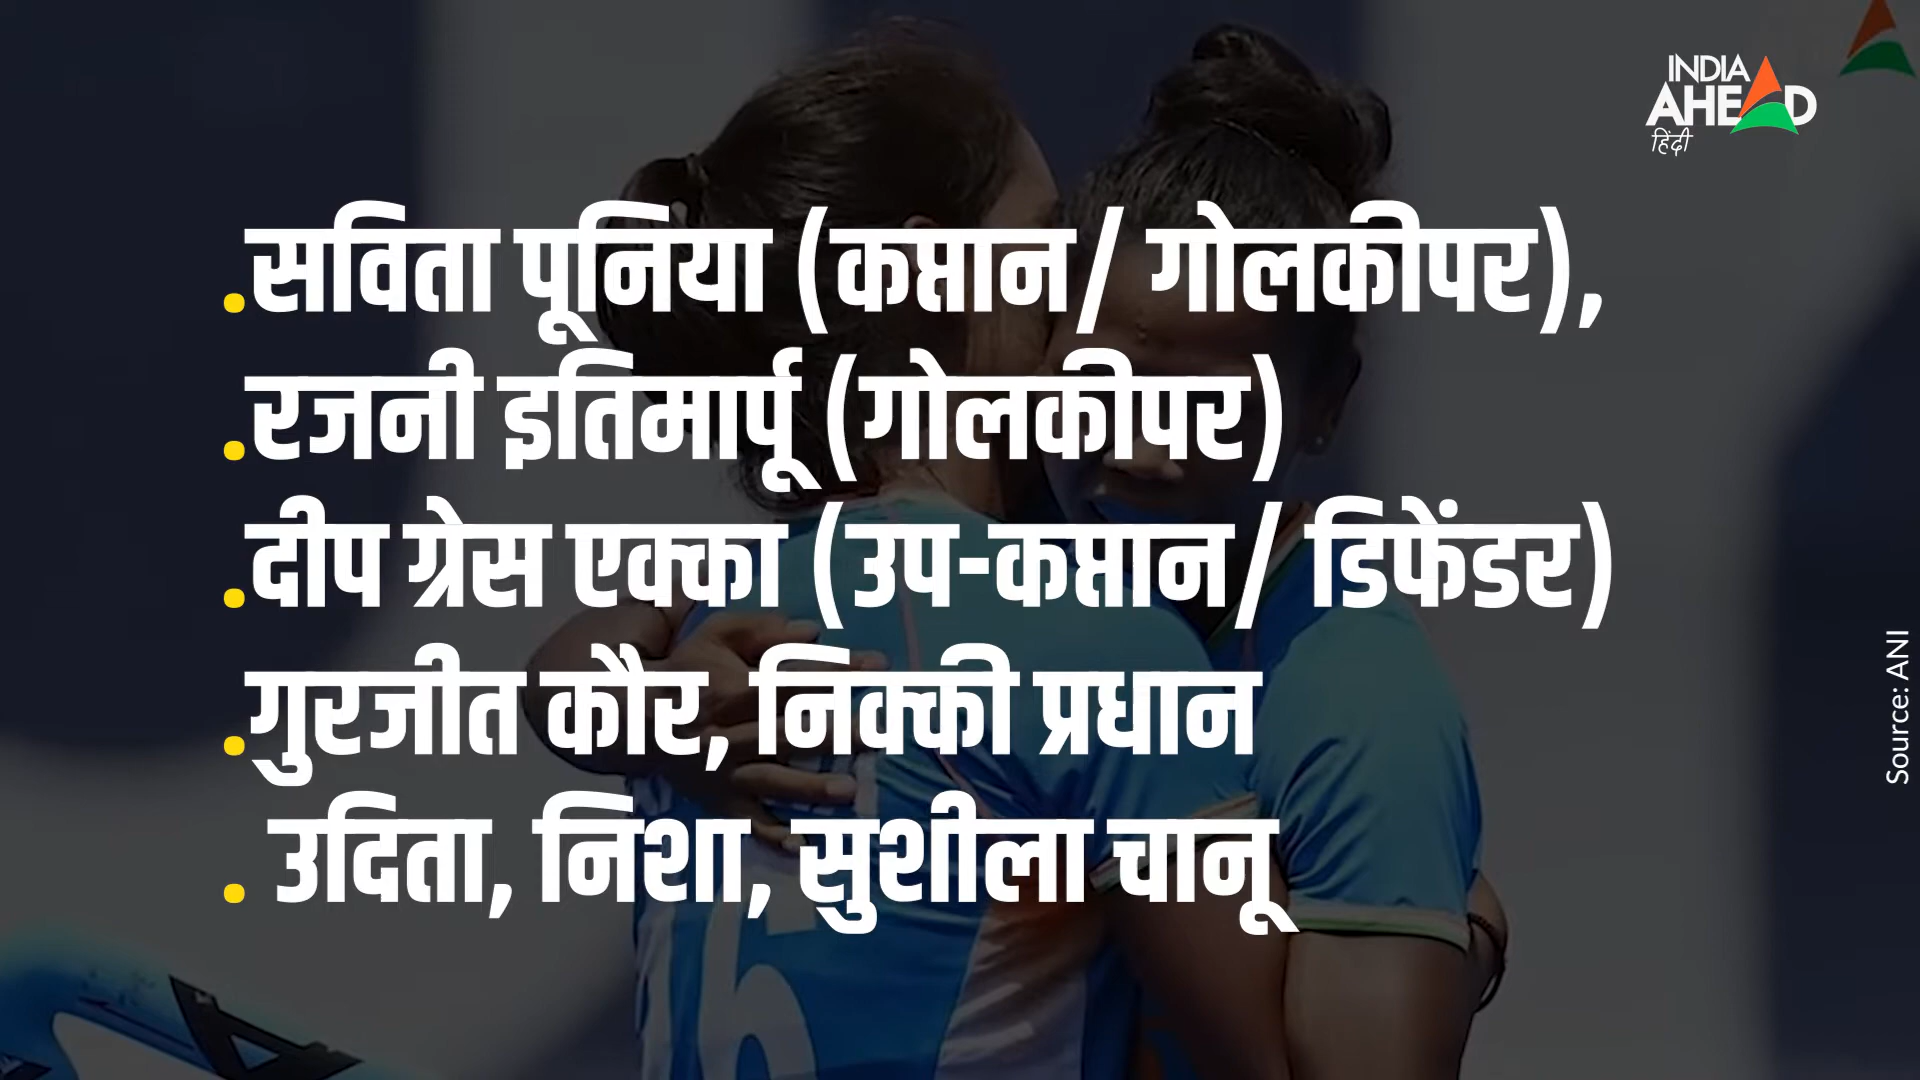 INDIA
AHEAD
हिंदी
.सविता पूनिया (कप्तान/ गोलकीपर),
.रजनी इतिमार्पू (गोलकीपर)
.दीप ग्रेस एक्का (उप-कप्तान/ डिफेंडर)
.गुरजीत कौर, निक्की प्रधान
. उदिता, निशा, सुशीला चानू
Source: ANI